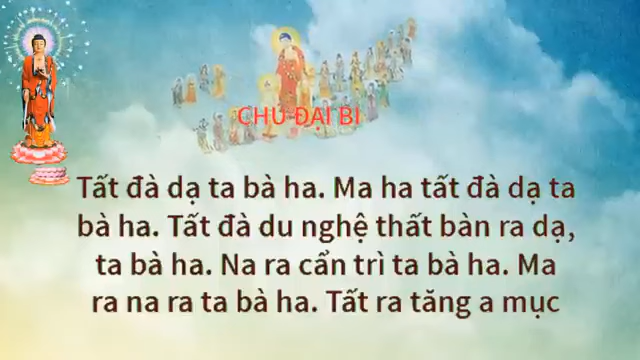 CHÚ ĐẠI BI
Tất đà dạ ta bà ha. Ma ha tất đà dạ ta
bà ha. Tất đà du nghệ thất bàn ra dạ,
ta bà ha. Na ra cẩn trì ta bà ha. Ma
ra na ra ta bà ha. Tất ra tăng a mục